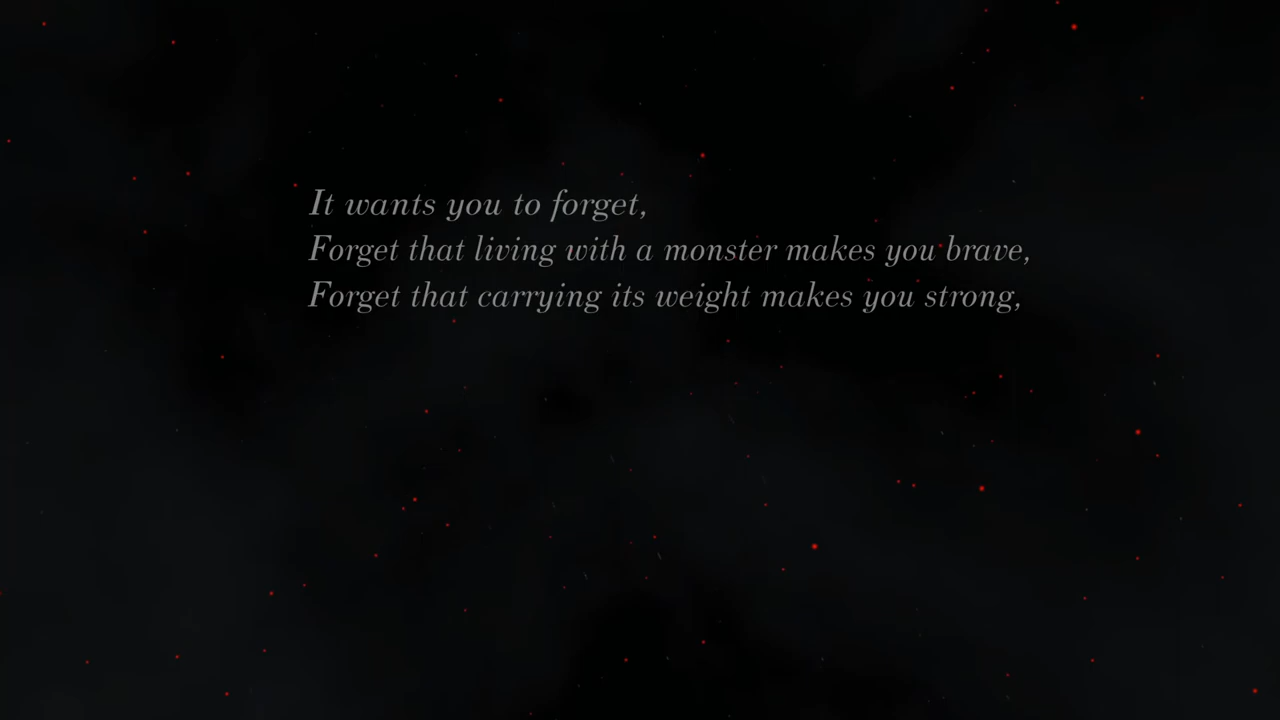 It wants you to forget,
Forget that living with a monster makes you brave,
Forget that carrying its weight makes you strong,